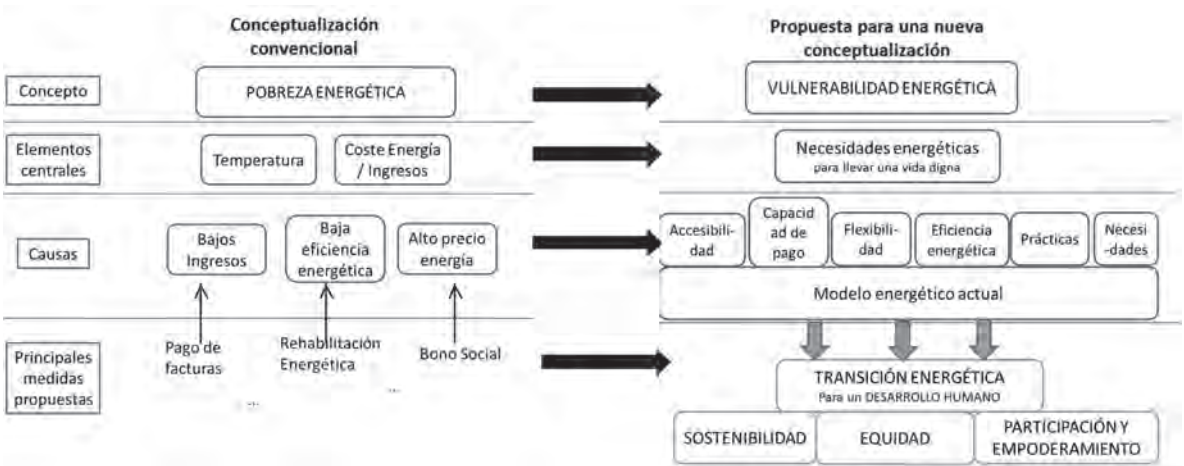 Conceptualización
convencional
Propuesta para una nueva
conceptualización
Concepto
POBREZA ENERGÉTICA
VULNERABILIDAD ENERGÉTICA
Elementos
centrales
Temperatura
Coste Energía
/ Ingresos
Necesidades energéticas
para llevar una vida digna
Causas
Bajos
Ingresos
Baja
eficiencia
energética
Alto precio
energía
Accesibili-
dad
Capacid
ad de
pago
Flexibili-
dad
Eficiencia
energética
Prácticas
Necesi
-dades
Modelo energético actual
Principales
medidas
propuestas
Pago de
facturas
...
Rehabilitación
Energética
...
Bono Social
TRANSICIÓN ENERGÉTICA
Para un DESARROLLO HUMANO
SOSTENIBILIDAD
EQUIDAD
PARTICIPACIÓN Y
EMPODERAMIENTO